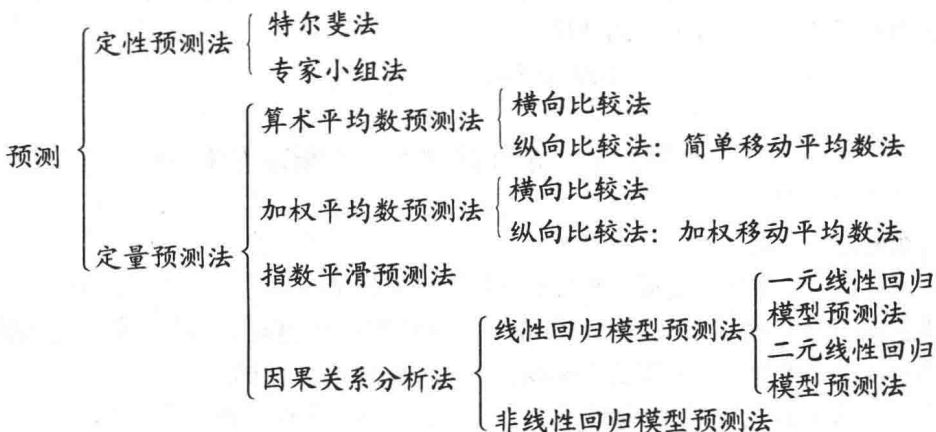 预测
定性预测法
特尔斐法
专家小组法
定量预测法
算术平均数预测法
横向比较法
纵向比较法：简单移动平均数法
加权平均数预测法
横向比较法
纵向比较法：加权移动平均数法
指数平滑预测法
因果关系分析法
线性回归模型预测法
一元线性回归
模型预测法
二元线性回归
模型预测法
非线性回归模型预测法